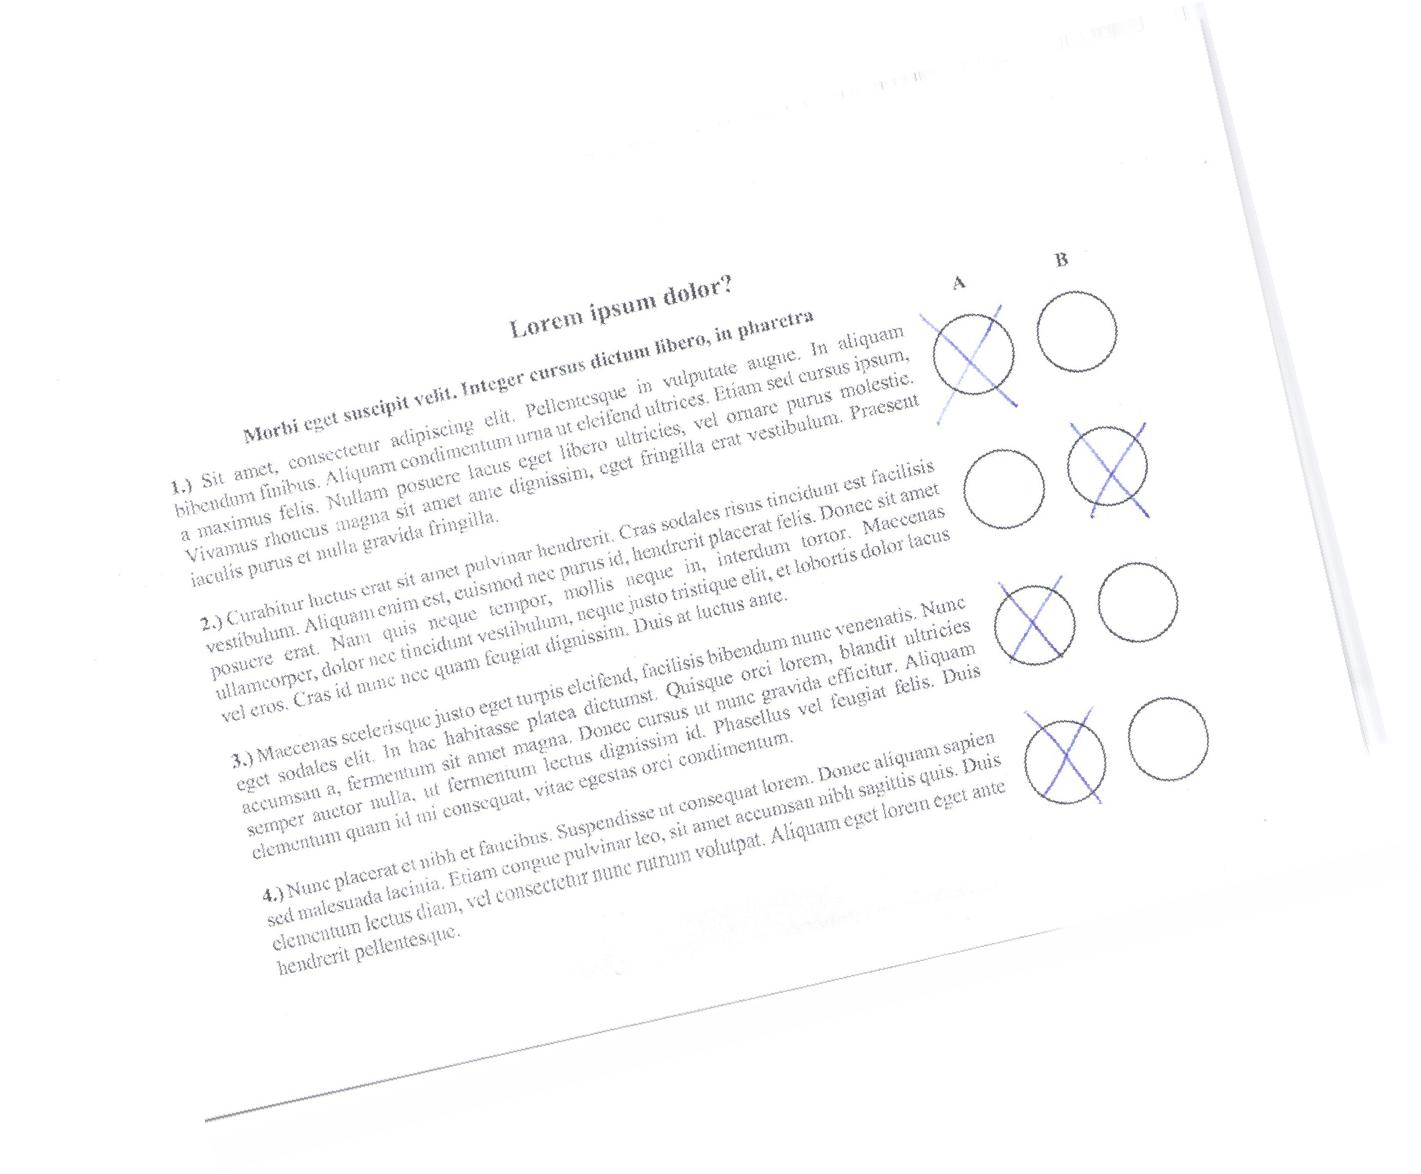 Lorem ipsum dolor?
Morbi eget suscipit velit. Integer cursus dictum libero, in pharetra
A
B
1.) Sit amet, consectetur adipiscing elit. Pellentesque in vulputate augue. In aliquam
bibendum finibus. Aliquam condimentum urna ut eleifend ultrices. Etiam sed cursus ipsum,
a maximus felis. Nullam posuere lacus eget libero ultricies, vel ornare purus molestie.
Vivamus rhoncus magna sit amet ante dignissim, eget fringilla erat vestibulum. Praesent
iaculis purus et nulla gravida fringilla.
2.) Curabitur luctus erat sit amet pulvinar hendrerit. Cras sodales risus tincidunt est facilisis
vestibulum. Aliquam enim est, euismod nec purus id, hendrerit placerat felis. Donec sit amet
posuere erat. Nam quis neque tempor, mollis neque in, interdum tortor. Maecenas
ullamcorper, dolor nec tincidunt vestibulum, neque justo tristique elit, et lobortis dolor lacus
vel eros. Cras id nunc nec quam feugiat dignissim. Duis at luctus ante.
3.) Maecenas scelerisque justo eget turpis eleifend, facilisis bibendum nunc venenatis. Nunc
eget sodales elit. In hac habitasse platea dictumst. Quisque orci lorem, blandit ultricies
accumsan a, fermentum sit amet magna. Donec cursus ut nunc gravida efficitur. Aliquam
semper auctor nulla, ut fermentum lectus dignissim id. Phasellus vel feugiat felis. Duis
elementum quam id mi consequat, vitae egestas orci condimentum.
4.) Nunc placerat et nibh et faucibus. Suspendisse ut consequat lorem. Donec aliquam sapien
sed malesuada lacinia. Etiam congue pulvinar leo, sit amet accumsan nibh sagittis quis. Duis
elementum lectus diam, vel consectetur nunc rutrum volutpat. Aliquam eget lorem eget ante
hendrerit pellentesque.